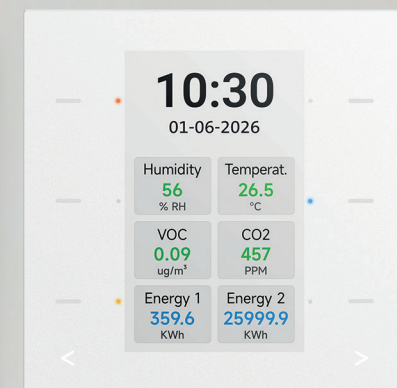 10:30
01-06-2026
Humidity
56
% RH
Temperat.
26.5
°C
VOC
0.09
ug/m³
CO2
457
PPM
Energy 1
359.6
KWh
Energy 2
25999.9
KWh
< >